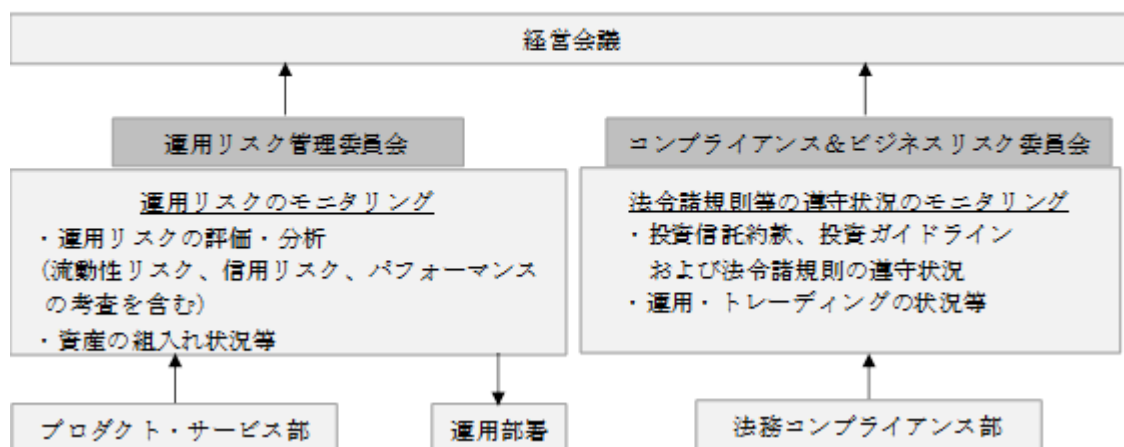 経営会議
運用リスク管理委員会
運用リスクのモニタリング
・運用リスクの評価・分析
(流動性リスク、信用リスク、パフォーマンス
の考査を含む)
・資産の組入れ状況等
プロダクト・サービス部
運用部署
コンプライアンス&ビジネスリスク委員会
法令諸規則等の遵守状況のモニタリング
・投資信託約款、投資ガイドライン
および法令諸規則の遵守状況
・運用・トレーディングの状況等
法務コンプライアンス部